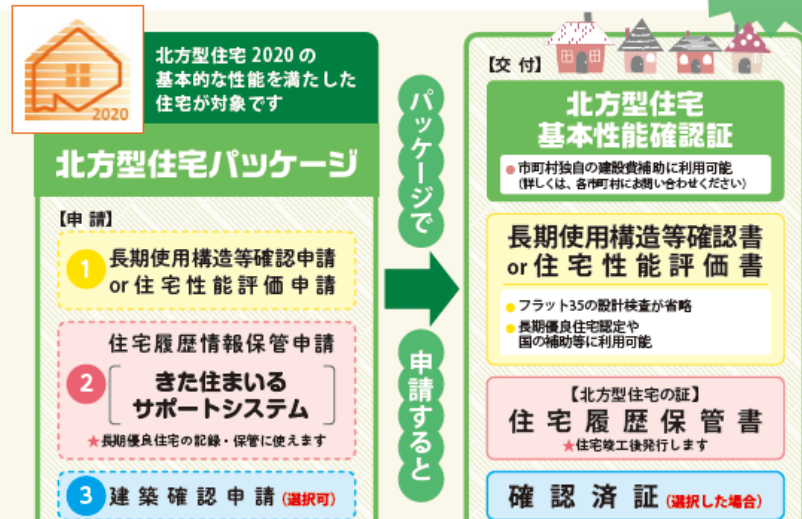 2020
北方型住宅2020の
基本的な性能を満たした
住宅が対象です
北方型住宅パッケージ
【申請】
1
長期使用構造等確認申請
or住宅性能評価申請
2
住宅履歴情報保管申請
きた住まいる
サポートシステム
★長期優良住宅の記録・保管に使えます
3
建築確認申請(選択可)
パッケージで
申請すると
【交付】
北方型住宅
基本性能確認証
●市町村独自の建設費補助に利用可能
(詳しくは、各市町村にお問い合わせください)
長期使用構造等確認書
or住宅性能評価書
●フラット35の設計検査が省略
●長期優良住宅認定や
国の補助等に利用可能
【北方型住宅の証】
住宅履歴保管書
★住宅竣工後発行します
確認済証(選択した場合)